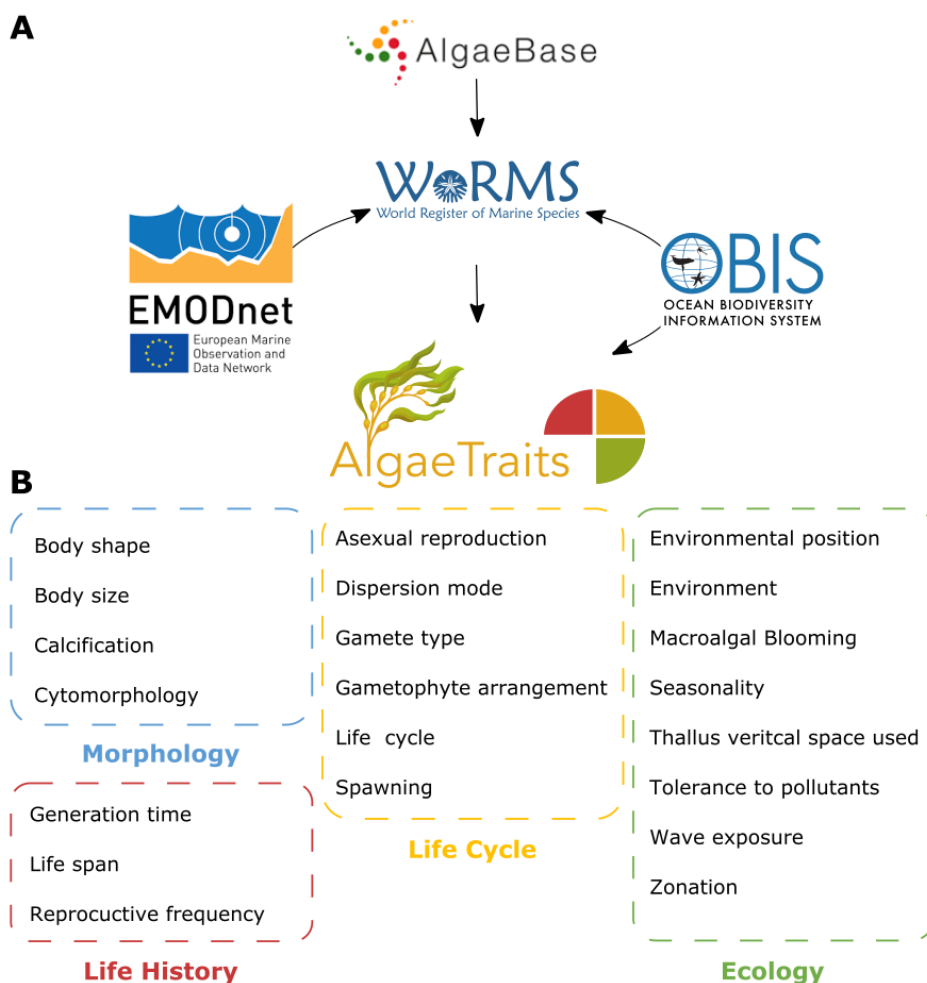 A
AlgaeBase
WoRMS
World Register of Marine Species
EMODnet
European Marine
Observation and
Data Network
OBIS
OCEAN BIODIVERSITY
INFORMATION SYSTEM
AlgaeTraits
B
Body shape
Body size
Calcification
Cytomorphology
Morphology
Generation time
Life span
Reprocuctive frequency
Life History
Asexual reproduction
Dispersion mode
Gamete type
Gametophyte arrangement
Life cycle
Spawning
Life Cycle
Environmental position
Environment
Macroalgal Blooming
Seasonality
Thallus veritcal space used
Tolerance to pollutants
Wave exposure
Zonation
Ecology